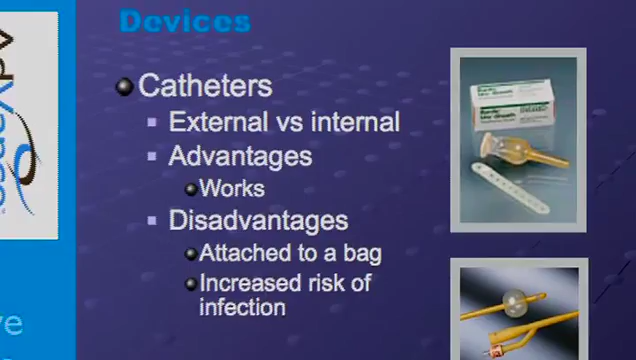 Devices
Catheters
External vs internal
Advantages
Works
Disadvantages
Attached to a bag
Increased risk of
infection